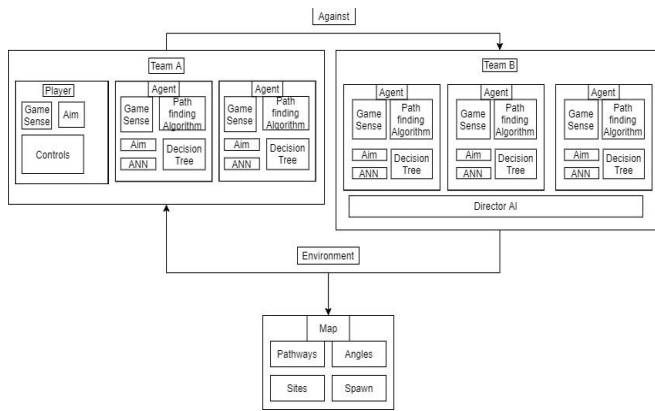 Against
Team A
Player
Game
Sense
Aim
Controls
Agent
Game
Sense
Path
finding
Algorithm
Aim
ANN
Decision
Tree
Agent
Game
Sense
Path
finding
Algorithm
Aim
ANN
Decision
Tree
Team B
Agent
Game
Sense
Path
finding
Algorithm
Aim
ANN
Decision
Tree
Agent
Game
Sense
Path
finding
Algorithm
Aim
ANN
Decision
Tree
Agent
Game
Sense
Path
finding
Algorithm
Aim
ANN
Decision
Tree
Director AI
Environment
Map
Pathways
Angles
Sites
Spawn